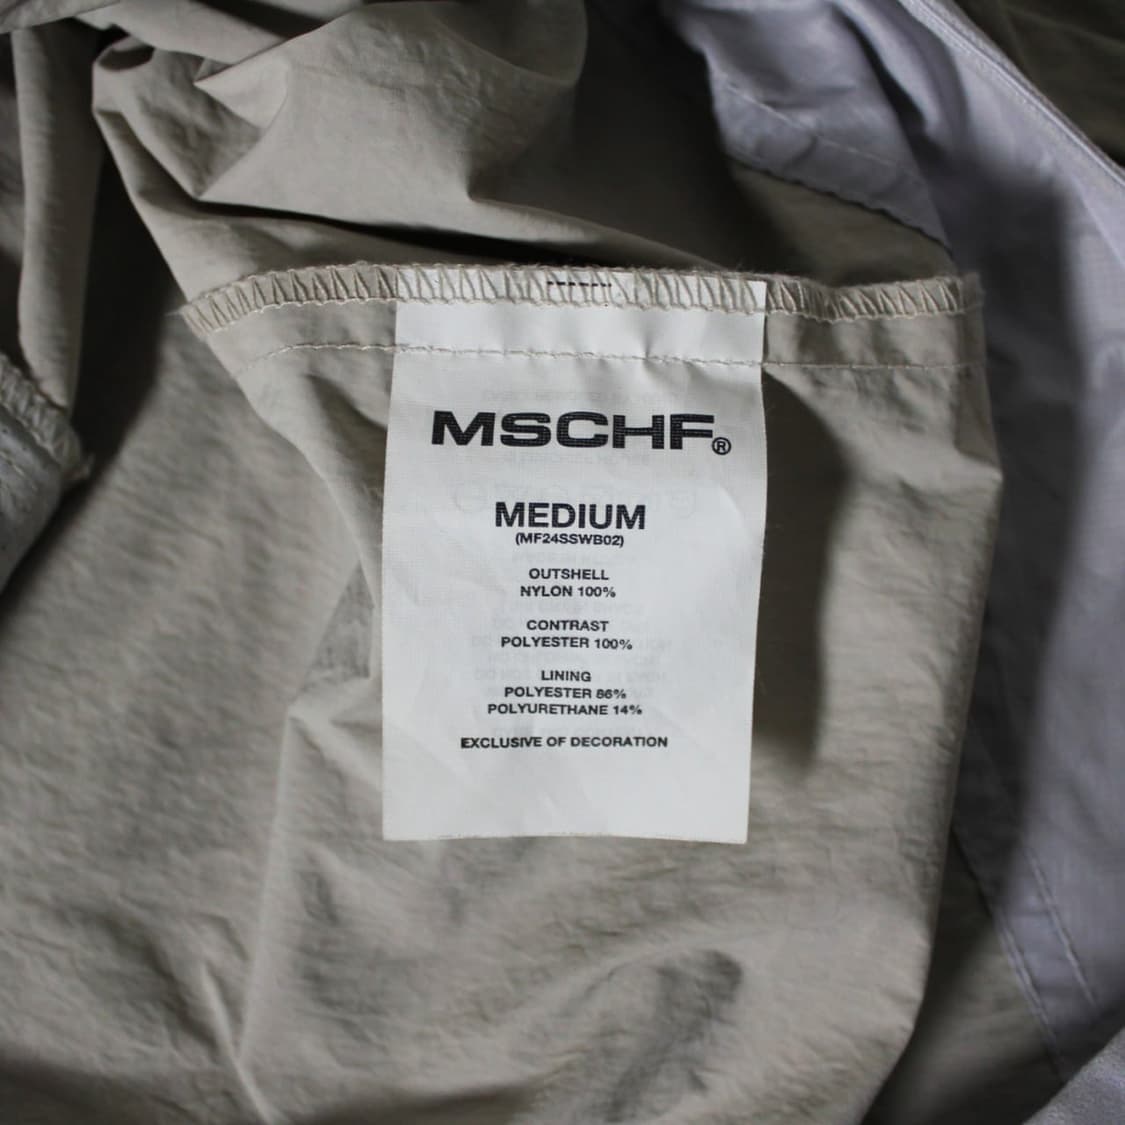 MSCHF®
MEDIUM
(MF24SSWB02)
OUTSHELL
NYLON 100%
CONTRAST
POLYESTER 100%
LINING
POLYESTER 86%
POLYURETHANE 14%
EXCLUSIVE OF DECORATION